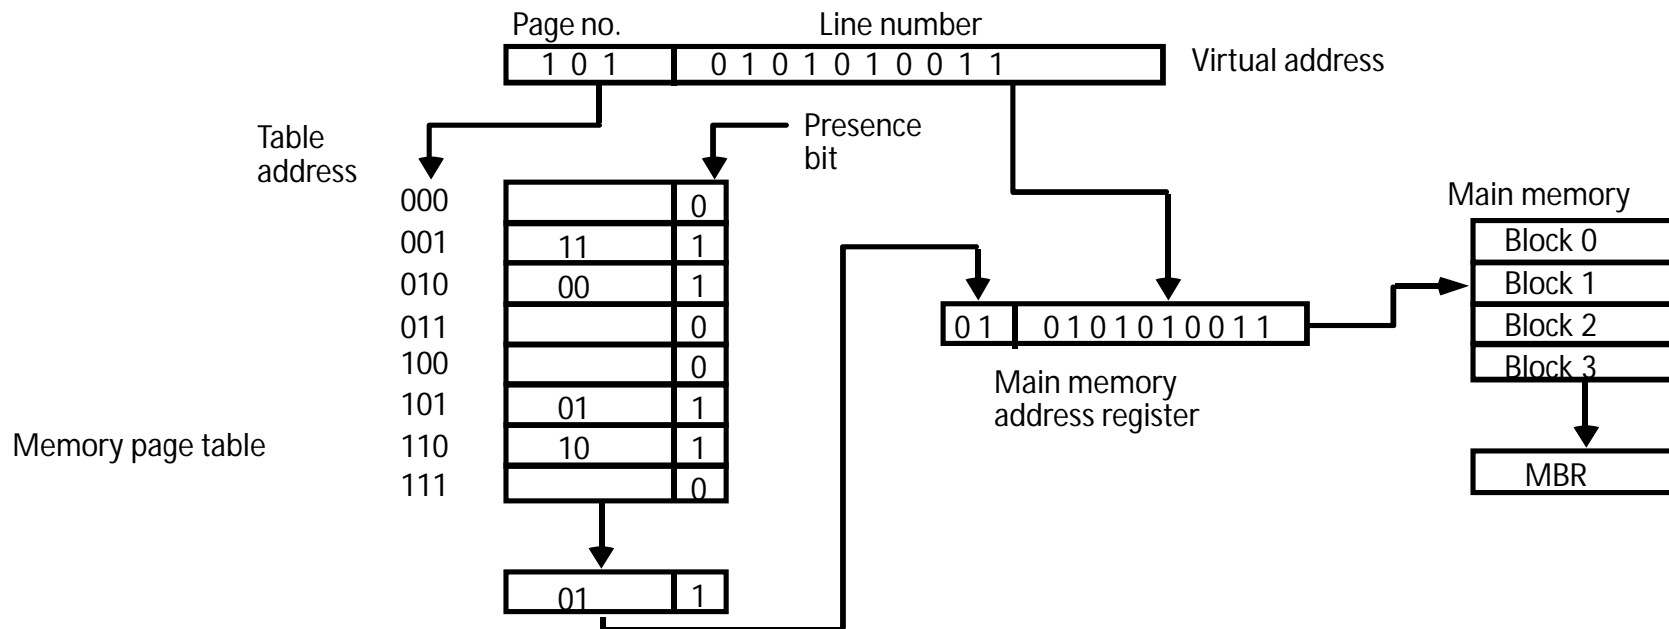 Page no.
Line number
1 0 1
0 1 0 1 0 1 0 0 1 1
Virtual address
Table
address
Presence
bit
000
0
001
11
1
010
00
1
011
0
100
0
101
01
1
110
10
1
111
0
Memory page table
01
1
0 1
0 1 0 1 0 1 0 0 1 1
Main memory
address register
Main memory
Block 0
Block 1
Block 2
Block 3
MBR